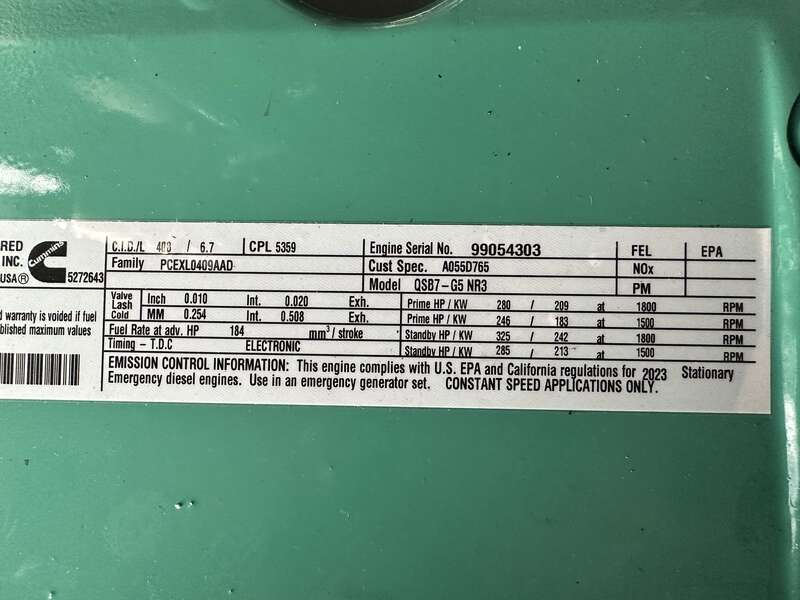 RED
INC.
USA®
Cummins
5272643
d warranty is voided if fuel
blished maximum values
C.I.D./L 408 / 6.7 CPL 5359
Family PCEXL0409AAD
Valve Lash Cold Inch 0.010 Int. 0.020 Exh.
MM 0.254 Int. 0.508 Exh.
Fuel Rate at adv. HP 184 mm³/ stroke
Timing – T.D.C ELECTRONIC
Engine Serial No. 99054303
Cust Spec. A055D765
Model QSB7-G5 NR3
FEL EPA
NOx
PM
Prime HP / KW 280 / 209 at 1800 RPM
Prime HP / KW 246 / 183 at 1500 RPM
Standby HP / KW 325 / 242 at 1800 RPM
Standby HP / KW 285 / 213 at 1500 RPM
EMISSION CONTROL INFORMATION: This engine complies with U.S. EPA and California regulations for 2023 Stationary
Emergency diesel engines. Use in an emergency generator set. CONSTANT SPEED APPLICATIONS ONLY.